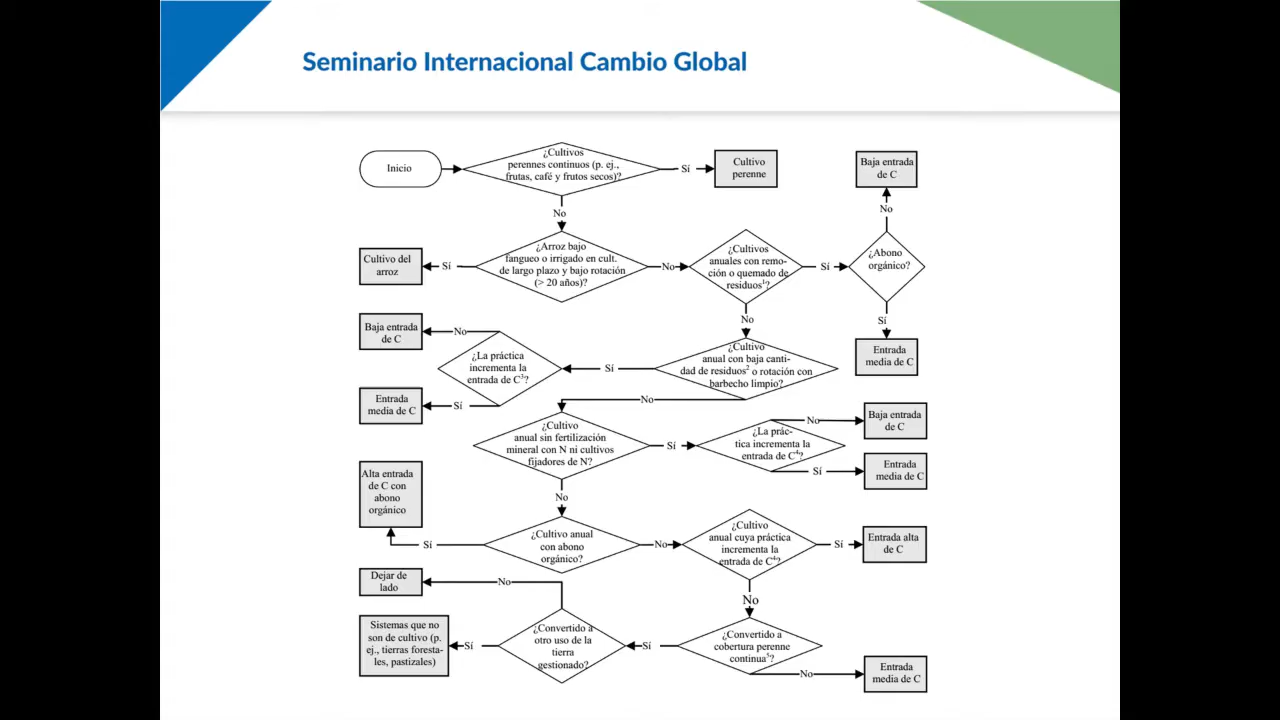 Seminario Internacional Cambio Global
Inicio
¿Cultivos
perennes continuos (p. ej.,
frutas, café y frutos secos)?
Sí
Cultivo
perenne
Baja entrada
de C
No
No
¿Arroz bajo
fangueo o irrigado en cult.
de largo plazo y bajo rotación
(> 20 años)?
Sí
Cultivo del
arroz
No
¿Cultivos
anuales con remo-
ción o quemado de
residuos¹?
Sí
¿Abono
orgánico?
Sí
Entrada
media de C
No
¿Cultivo
anual con baja canti-
dad de residuos² o rotación con
barbecho limpio?
Sí
¿La práctica
incrementa la
entrada de C³?
No
Baja entrada
de C
Sí
Entrada
media de C
No
¿Cultivo
anual sin fertilización
mineral con N ni cultivos
fijadores de N?
Sí
¿La prác-
tica incrementa la
entrada de C⁴?
No
Baja entrada
de C
Sí
Entrada
media de C
No
¿Cultivo anual
con abono
orgánico?
Sí
Alta entrada
de C con
abono
orgánico
No
¿Cultivo
anual cuya práctica
incrementa la
entrada de C⁴?
Sí
Entrada alta
de C
No
¿Convertido a
cobertura perenne
continua⁵?
No
Entrada
media de C
Sí
¿Convertido a
otro uso de la
tierra
gestionado?
No
Dejar de
lado
Sí
Sistemas que no
son de cultivo (p.
ej., tierras foresta-
les, pastizales)